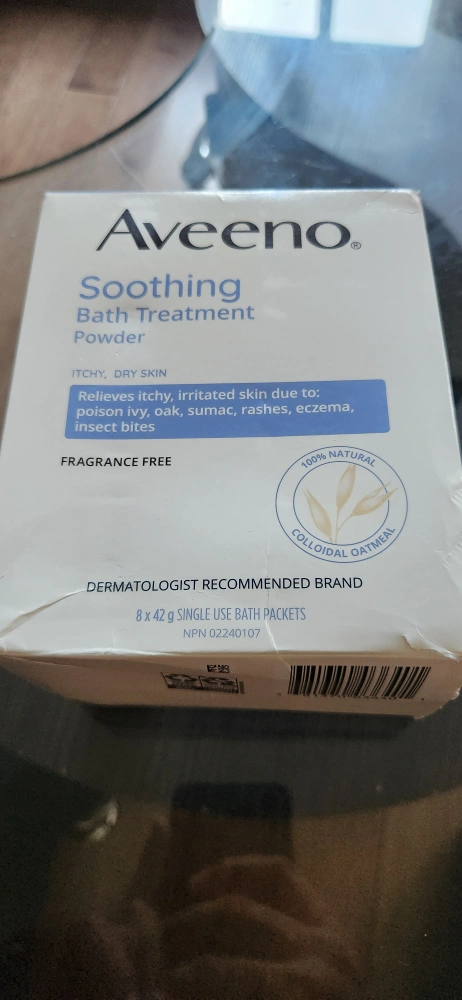 Aveeno®
Soothing
Bath Treatment
Powder
ITCHY, DRY SKIN
Relieves itchy, irritated skin due to:
poison ivy, oak, sumac, rashes, eczema,
insect bites
FRAGRANCE FREE
100% NATURAL
COLLOIDAL OATMEAL
DERMATOLOGIST RECOMMENDED BRAND
8 x 42 g SINGLE USE BATH PACKETS
NPN 02240107